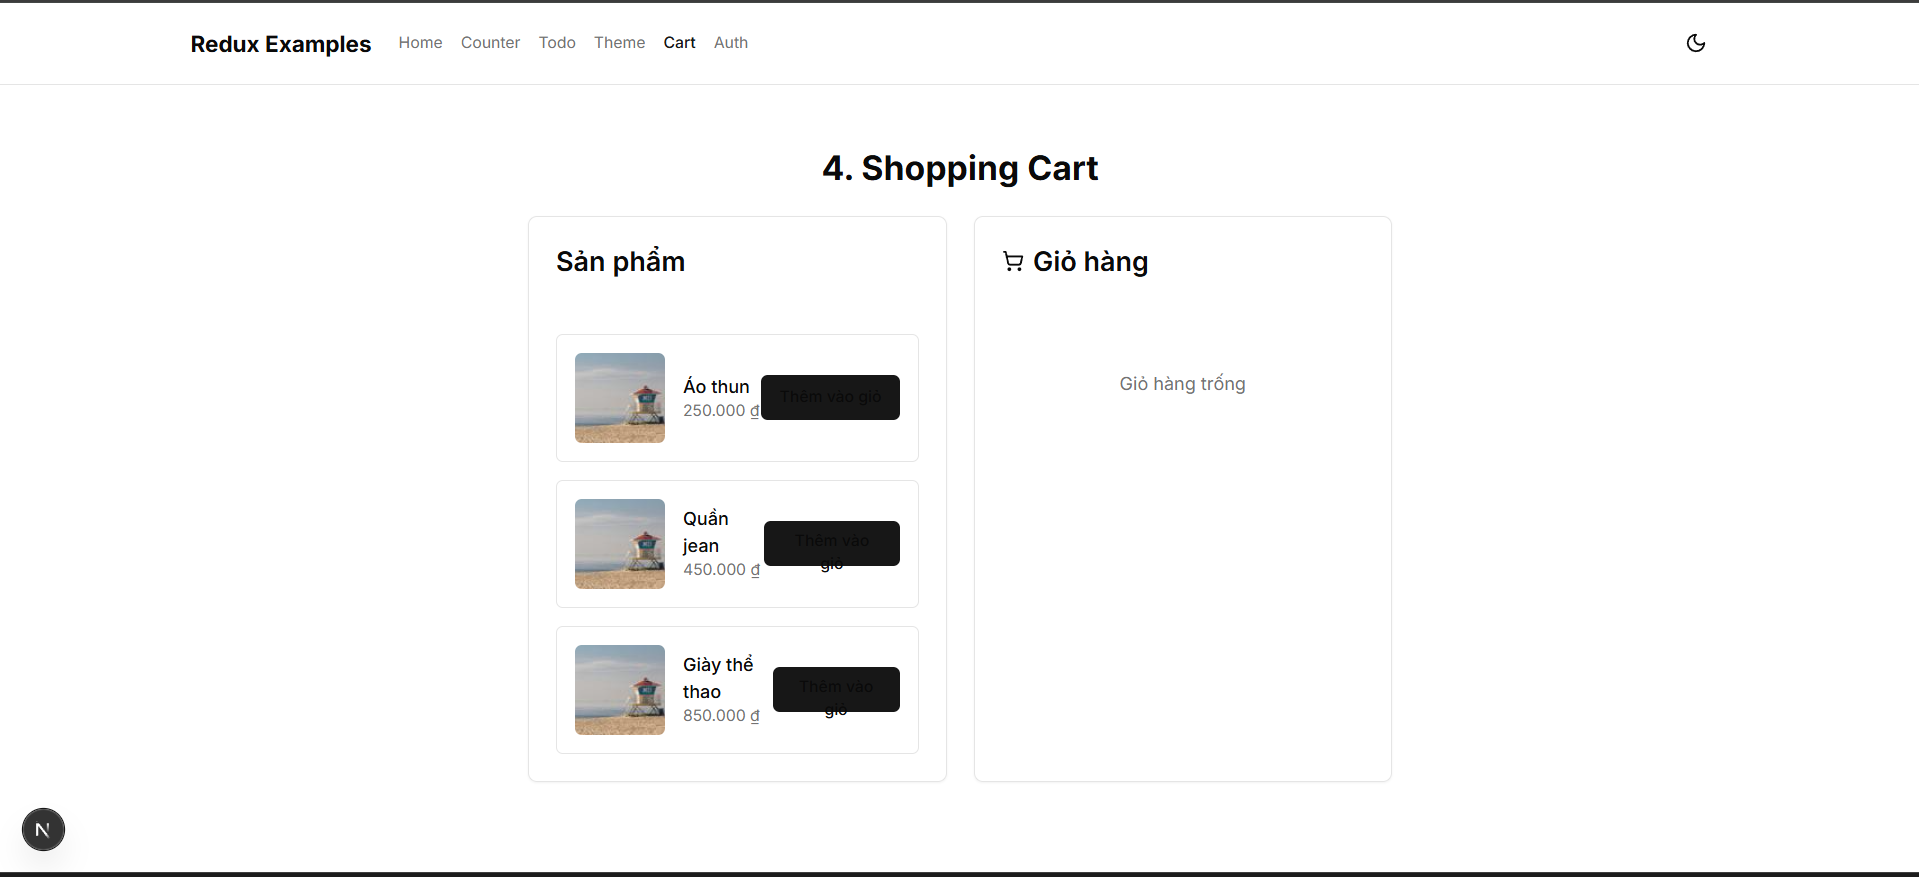 Redux Examples Home Counter Todo Theme Cart Auth
4. Shopping Cart
Sản phẩm
Áo thun
250.000 ₫
Thêm vào giỏ
Quần
jean
450.000 ₫
Thêm vào
giỏ
Giày thể
thao
850.000 ₫
Thêm vào
giỏ
Giỏ hàng
Giỏ hàng trống
N